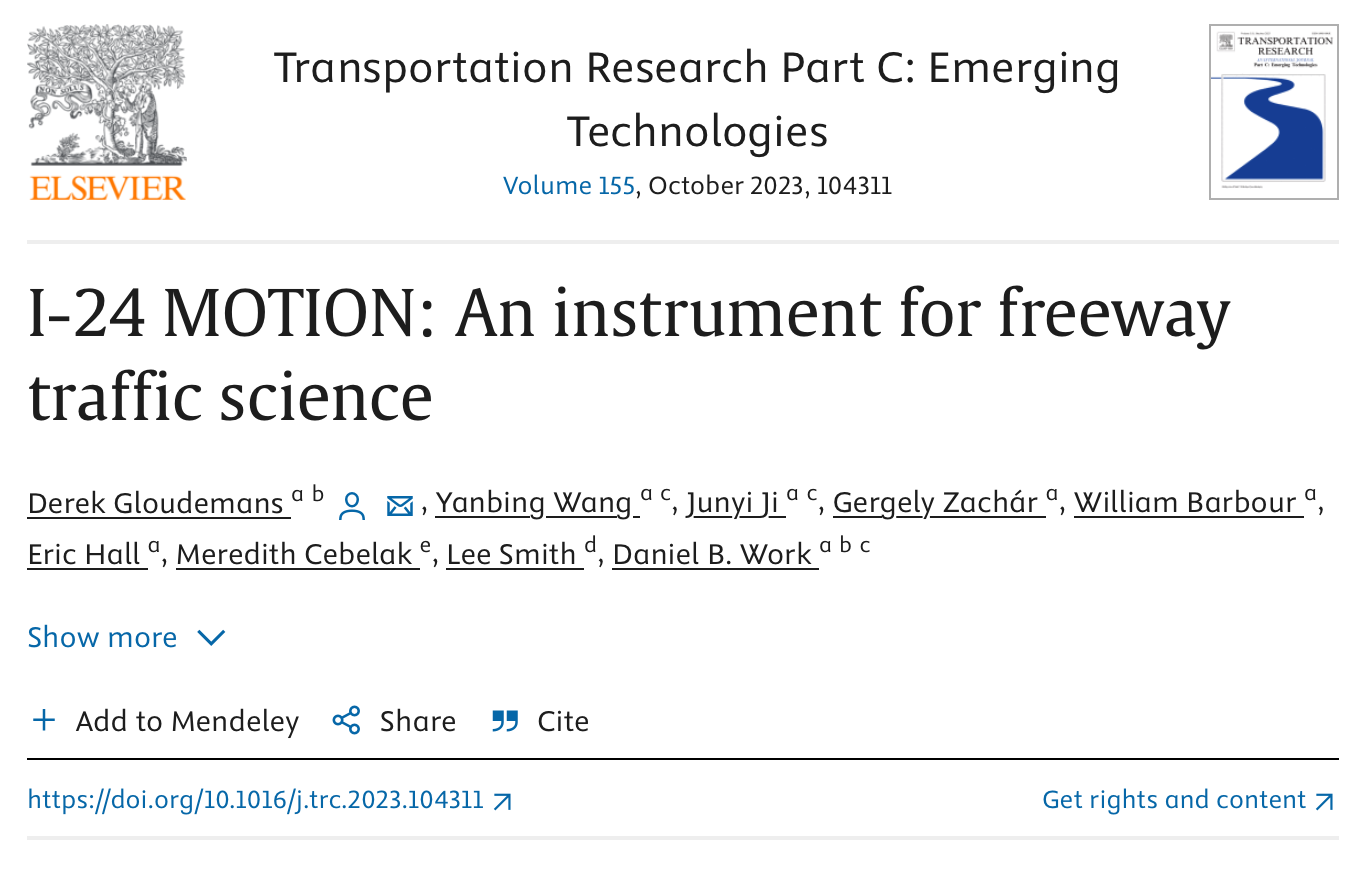 NON SOLUS
ELSEVIER
Transportation Research Part C: Emerging
Technologies
Volume 155, October 2023, 104311
TRANSPORTATION
RESEARCH
Part C: Emerging Technologies
I-24 MOTION: An instrument for freeway
traffic science
Derek Gloudemans a b , Yanbing Wang a c, Junyi Ji a c, Gergely Zachár a, William Barbour a,
Eric Hall a, Meredith Cebelak e, Lee Smith d, Daniel B. Work a b c
Show more
Add to Mendeley Share Cite
https://doi.org/10.1016/j.trc.2023.104311 Get rights and content